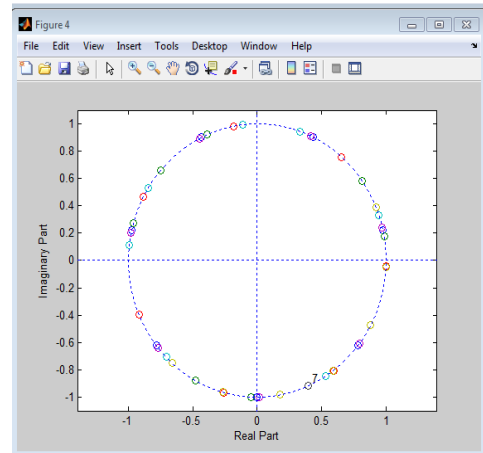 Figure 4
File Edit View Insert Tools Desktop Window Help
1
0.8
0.6
0.4
0.2
0
-0.2
-0.4
-0.6
-0.8
-1
Imaginary Part
7
-1 -0.5 0 0.5 1
Real Part